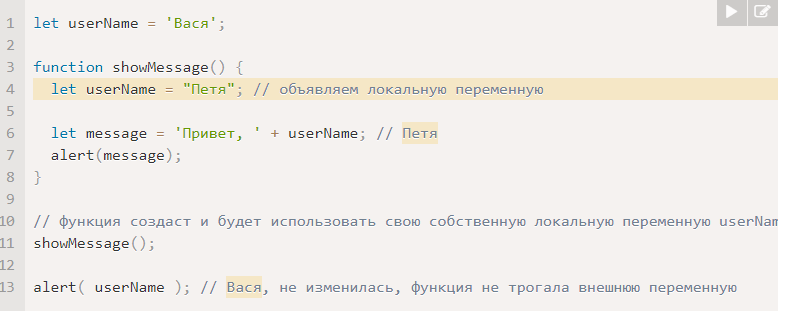 1 let userName = 'Вася';
2
3 function showMessage() {
4 let userName = "Петя"; // объявляем локальную переменную
5
6 let message = 'Привет, ' + userName; // Петя
7 alert(message);
8 }
9
10 // функция создаст и будет использовать свою собственную локальную переменную userNam
11 showMessage();
12
13 alert( userName ); // Вася, не изменилась, функция не трогала внешнюю переменную